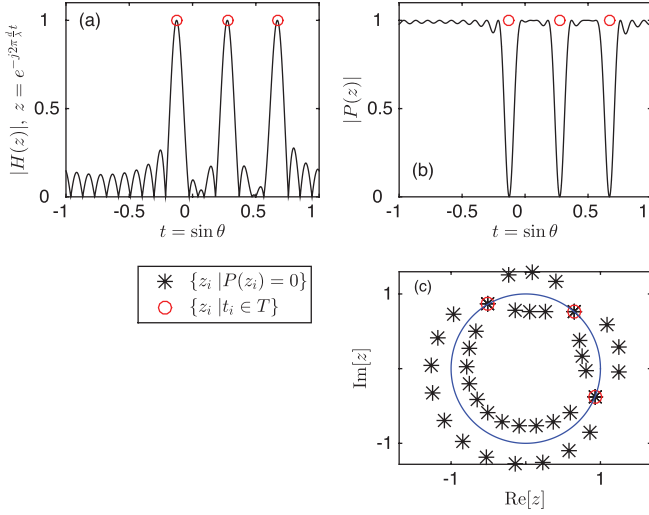 (a)
|H(z)|, z = e^{-j2π\frac{d}{λ}t}
1
0.5
0
-1
-0.5
0
0.5
1
t = sin θ
(b)
|P(z)|
1
0.5
0
-1
-0.5
0
0.5
t = sin θ
{z_i |P(z_i) = 0}
{z_i |t_i ∈ T}
(c)
Im[z]
1
-1
-1
1
Re[z]